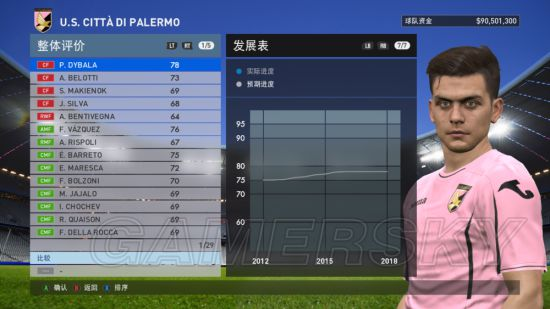 U.S. CITTÀ DI PALERMO
球队资金 $90,501,300
整体评价 LT RT 1/5
CF P. DYBALA 78
CF A. BELOTTI 73
CF S. MAKIENOK 69
CF J. SILVA 68
RWF A. BENTIVEGNA 64
AMF F. VÁZQUEZ 76
AMF A. RISPOLI 67
CMF E. BARRETO 75
CMF E. MARESCA 72
CMF F. BOLZONI 70
CMF M. JAJALO 69
CMF I. CHOCHEV 69
CMF R. QUAISON 69
CMF F. DELLA ROCCA 69
1/29
比较
-
发展表 LB RB 7/7
实际进度
预期进度
95
90
80
75
60
2012 2015 2018
GAMERSKY
A 确认 B 返回 X 排序